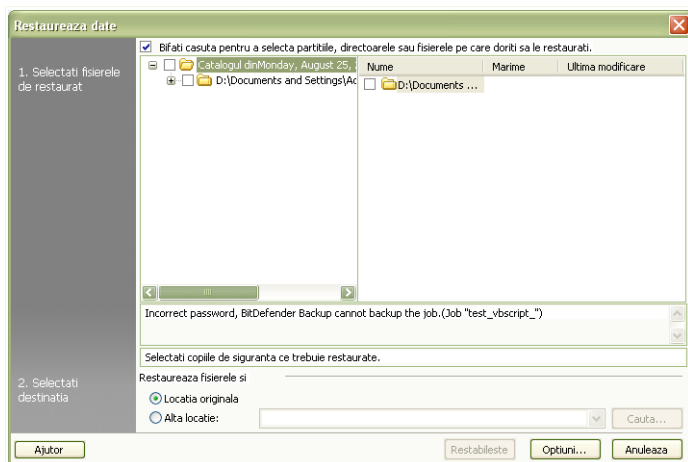 Restaureaza date
1. Selectati fisierele
de restaurat
Bifati casuta pentru a selecta partitiile, directoarele sau fisierele pe care doriti sa le restaurati.
Catalogul dinMonday, August 25,
D:\Documents and Settings\Ac
Nume Marime Ultima modificare
D:\Documents ...
Incorrect password, BitDefender Backup cannot backup the job.(Job "test_vbscript_")
Selectati copiile de siguranta ce trebuie restaurate.
2. Selectati
destinatia
Restaureaza fisierele si
Locatia originala
Alta locatie:
Cauta...
Ajutor
Restabileste
Optiuni...
Anuleaza